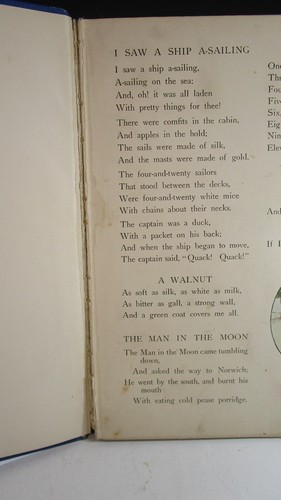 I SAW A SHIP A-SAILING
I saw a ship a-sailing,
A-sailing on the sea:
And, oh! it was all laden
With pretty things for thee!
There were comfits in the cabin,
And apples in the hold;
The sails were made of silk,
And the masts were made of gold.
The four-and-twenty sailors
That stood between the decks,
Were four-and-twenty white mice
With chains about their necks.
The captain was a duck,
With a packet on his back;
And when the ship began to move,
The captain said, "Quack! Quack!"
A WALNUT
As soft as silk, as white as milk,
As bitter as gall, a strong wall,
And a green coat covers me all.
THE MAN IN THE MOON
The Man in the Moon came tumbling
down,
And asked the way to Norwich;
He went by the south, and burnt his
mouth
With eating cold pease porridge.
One
Thr
Four
Five
Six,
Eig
Nin
Elev
And
If I